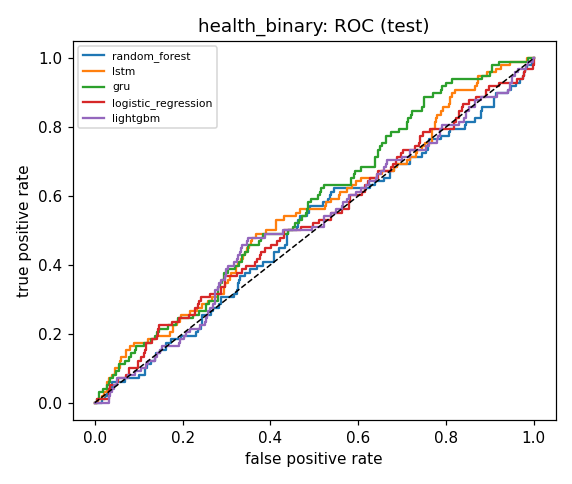 health_binary: ROC (test)
random_forest
lstm
gru
logistic_regression
lightgbm
true positive rate
1.0
0.8
0.6
0.4
0.2
0.0
0.0 0.2 0.4 0.6 0.8 1.0
false positive rate